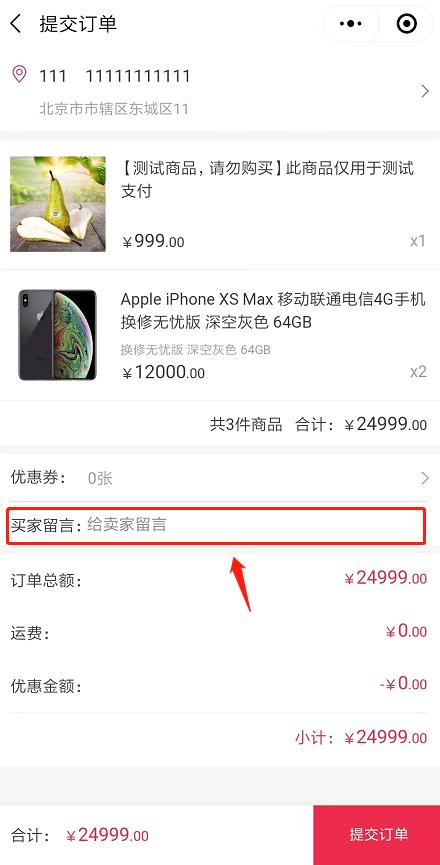 提交订单
111 11111111111
北京市市辖区东城区11
【测试商品，请勿购买】此商品仅用于测试
支付
￥999.00 x1
Apple iPhone XS Max 移动联通电信4G手机
换修无忧版 深空灰色 64GB
换修无忧版 深空灰色 64GB
￥12000.00 x2
共3件商品 合计：￥24999.00
优惠券： 0张
买家留言：给卖家留言
订单总额： ￥24999.00
运费： ￥0.00
优惠金额： -￥0.00
小计：￥24999.00
合计：￥24999.00 提交订单